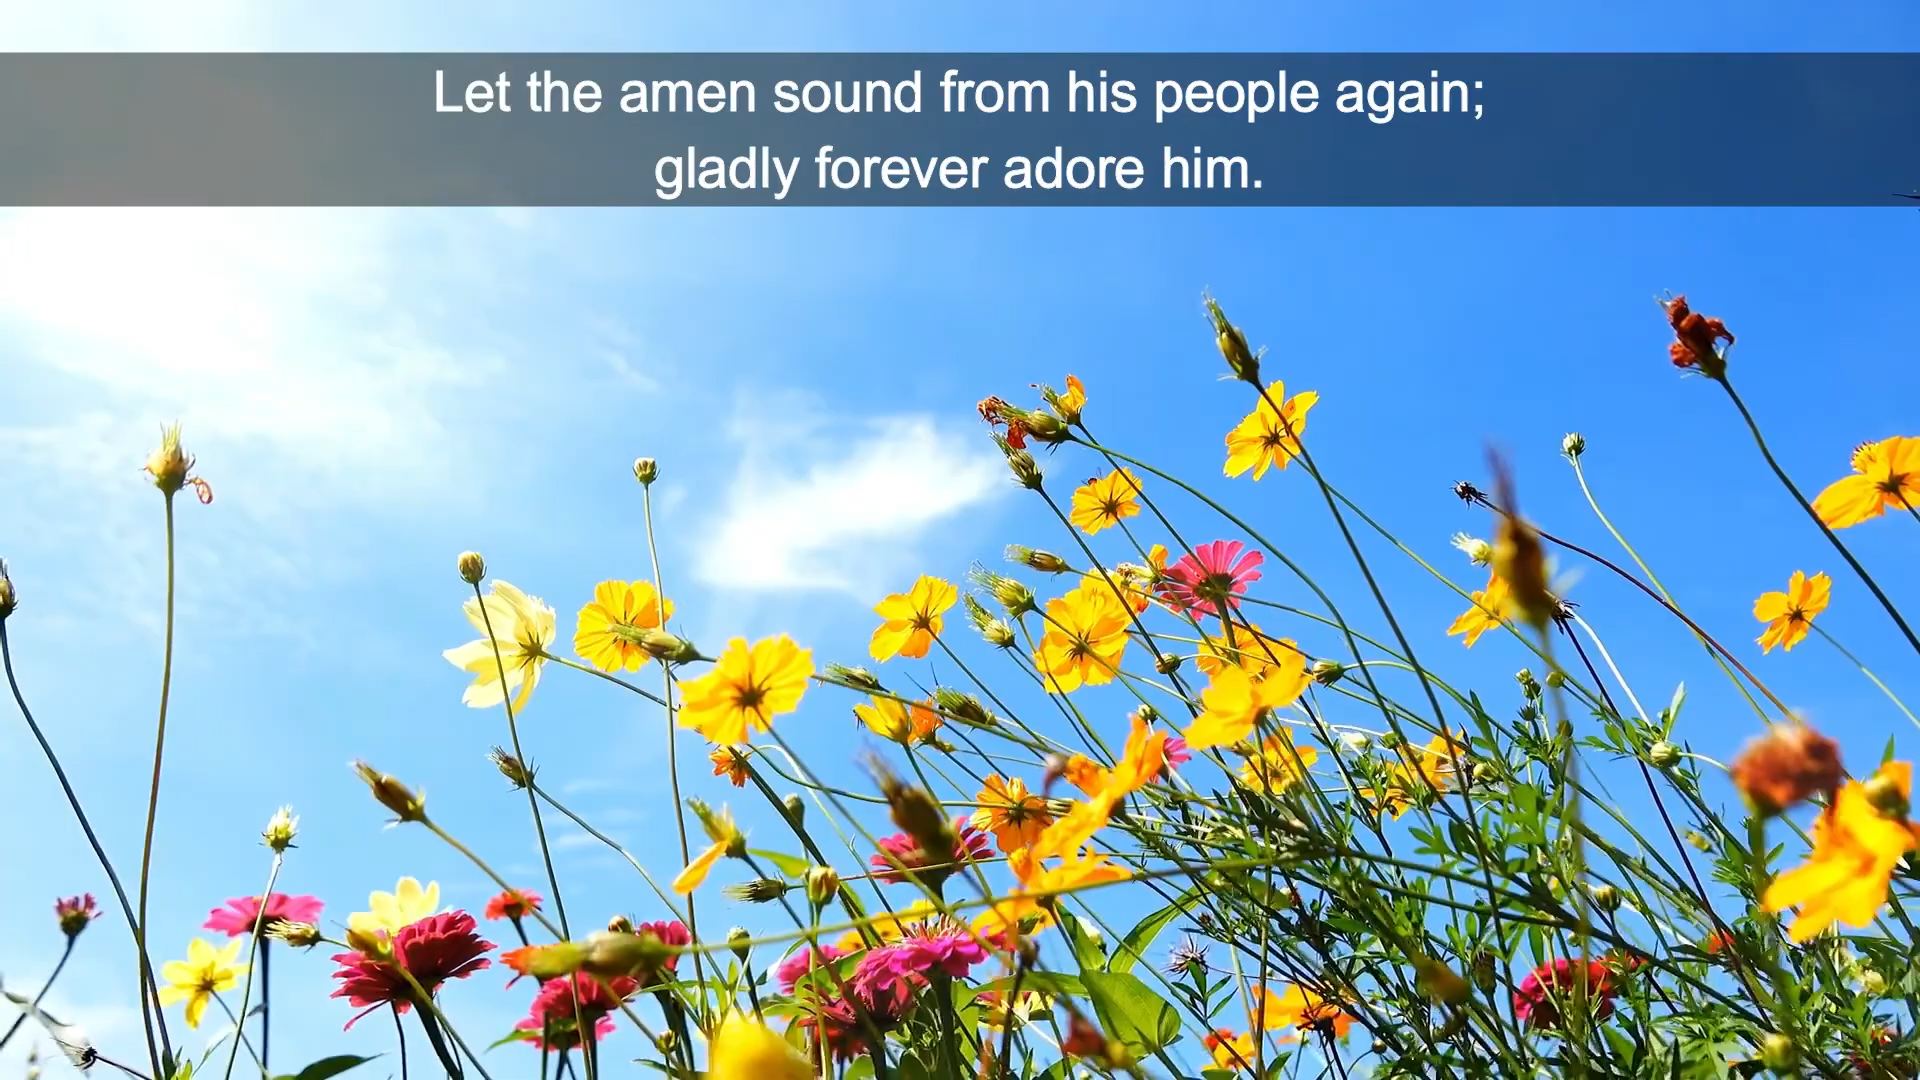 Let the amen sound from his people again;
gladly forever adore him.